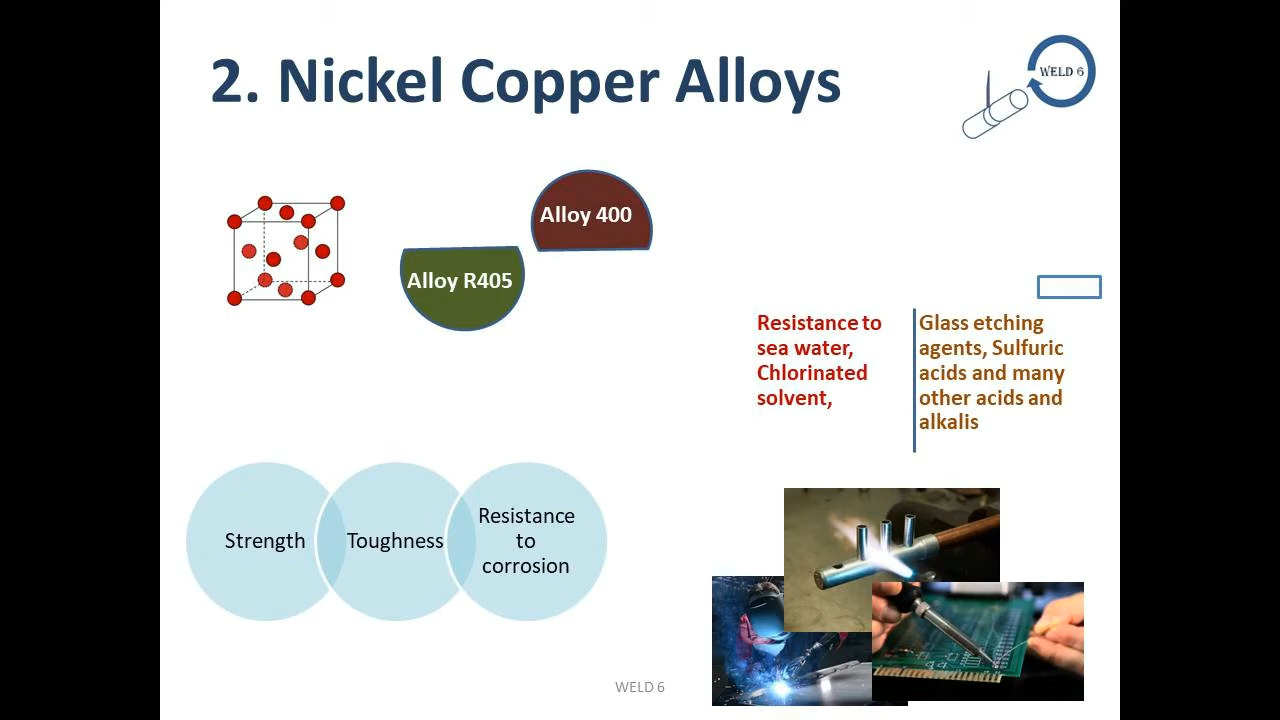 2. Nickel Copper Alloys
WELD 6
Alloy 400
Alloy R405
Resistance to
sea water,
Chlorinated
solvent,
Glass etching
agents, Sulfuric
acids and many
other acids and
alkalis
Strength
Toughness
Resistance
to
corrosion
WELD 6